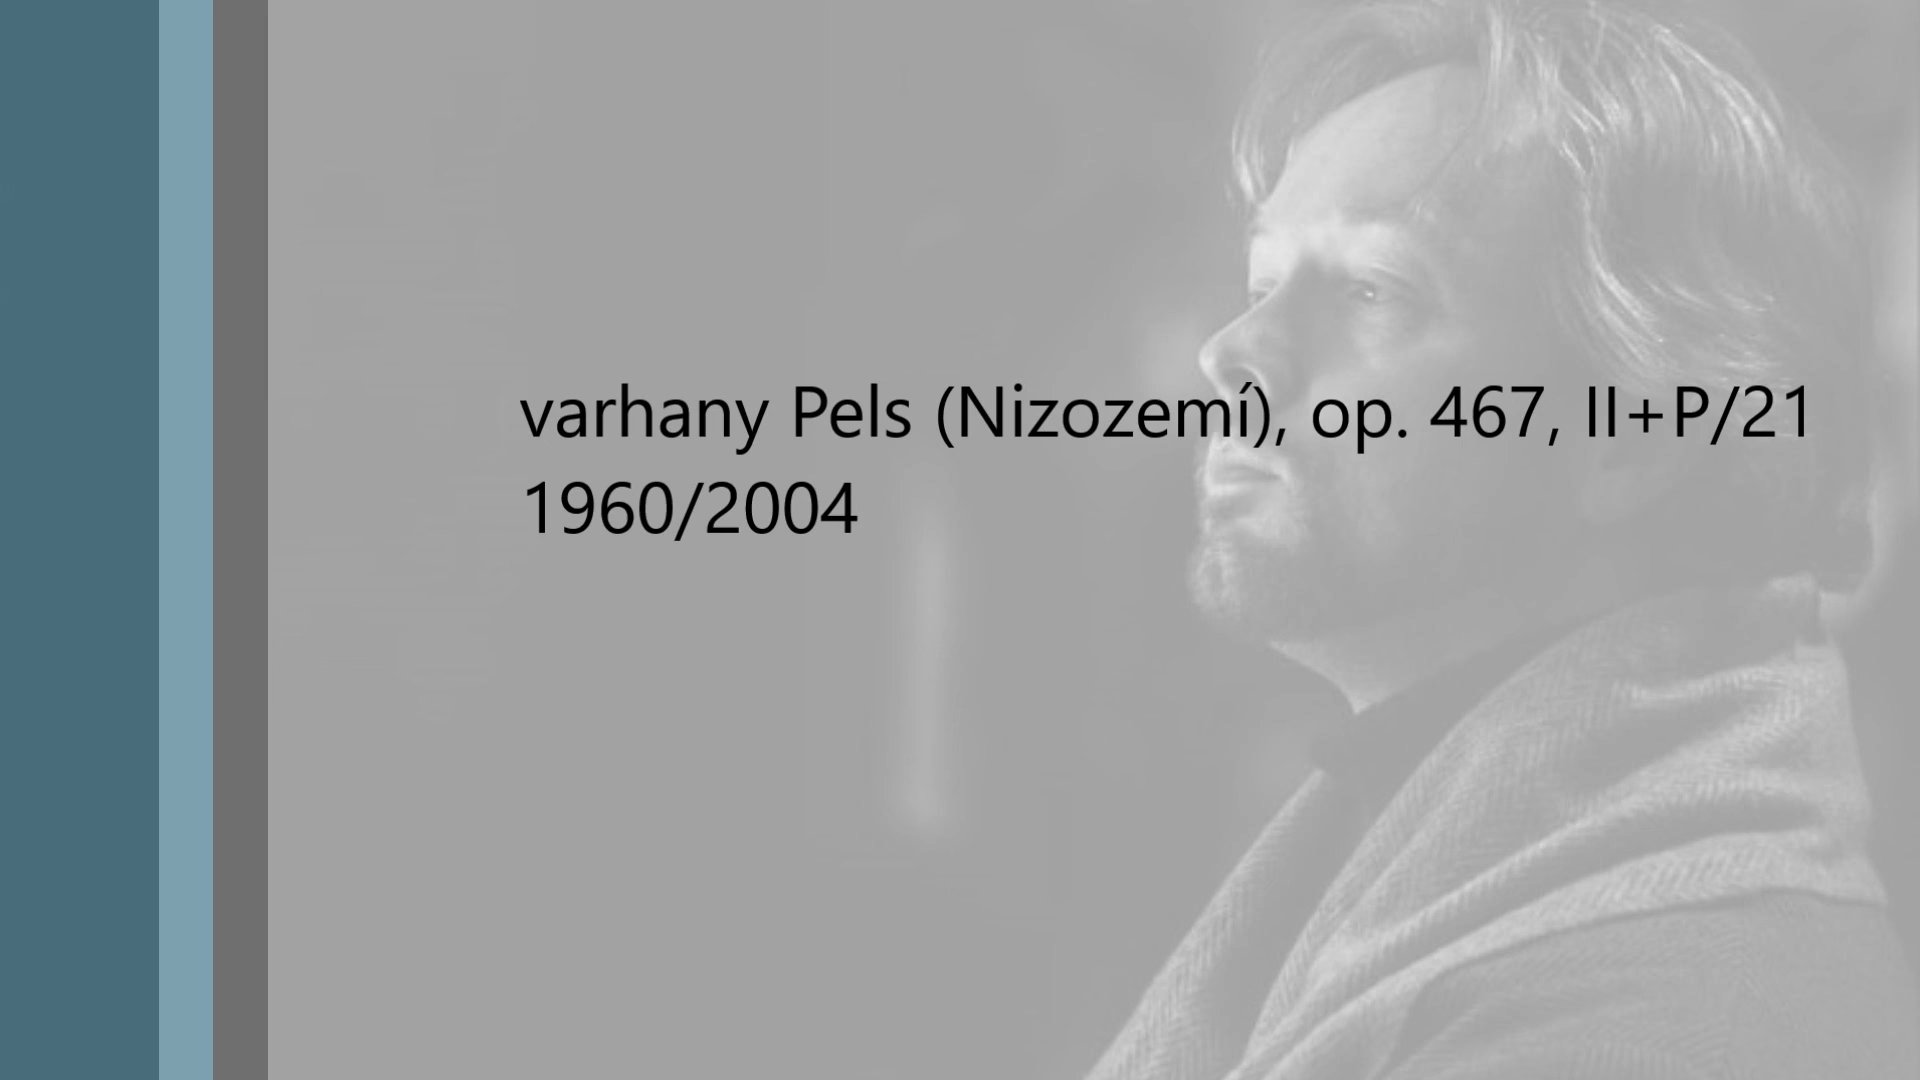 varhany Pels (Nizozemí), op. 467, II+P/21
1960/2004